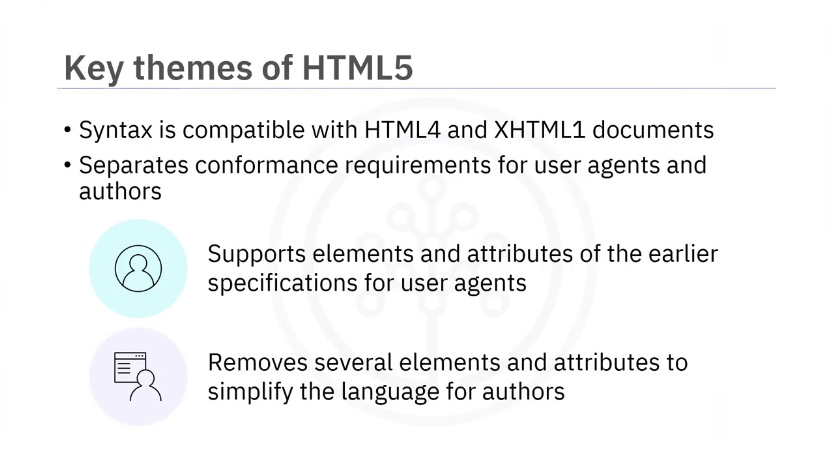 Key themes of HTML5
• Syntax is compatible with HTML4 and XHTML1 documents
• Separates conformance requirements for user agents and
authors
Supports elements and attributes of the earlier
specifications for user agents
Removes several elements and attributes to
simplify the language for authors